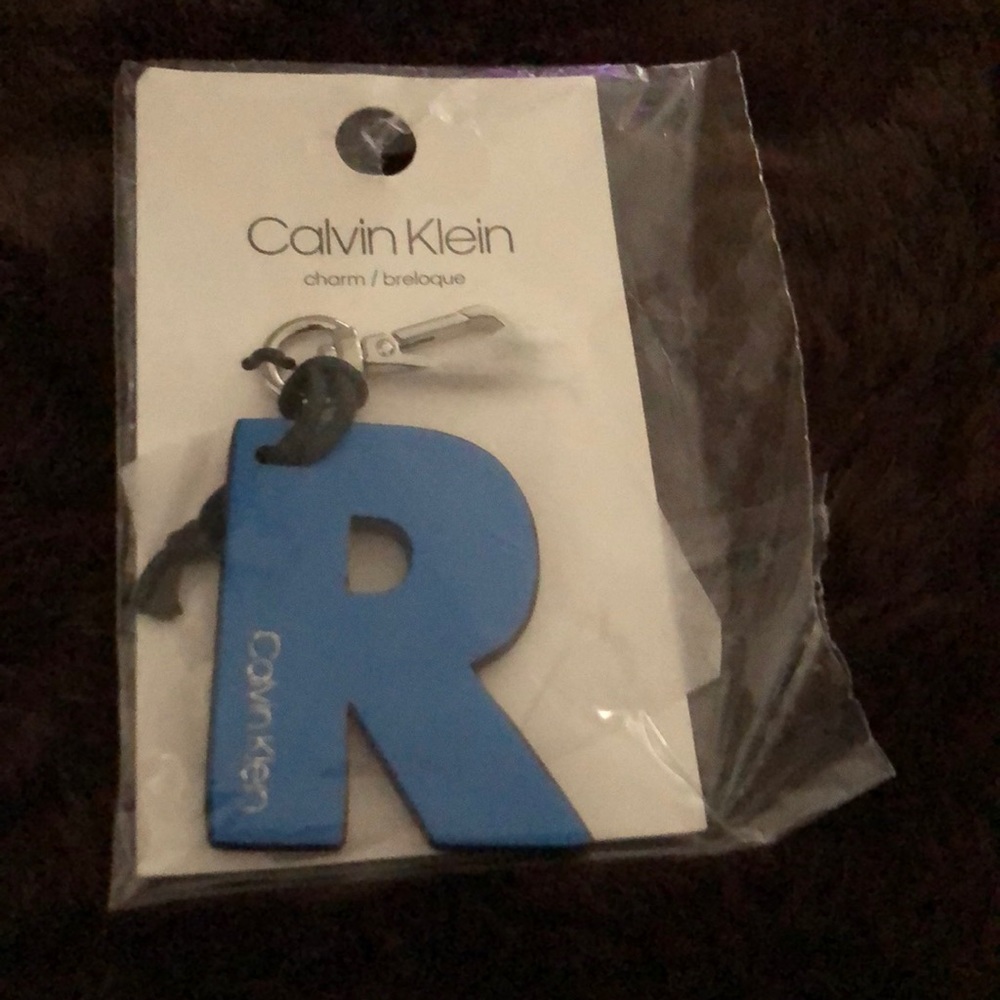 Calvin Klein
charm / breloque
R
Calvin Klein